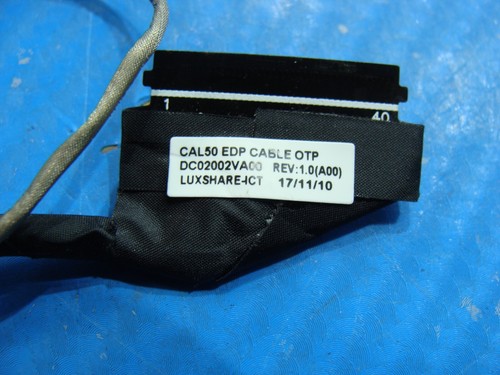 1 40
CAL50 EDP CABLE OTP
DC02002VA00 REV:1.0(A00)
LUXSHARE-ICT 17/11/10